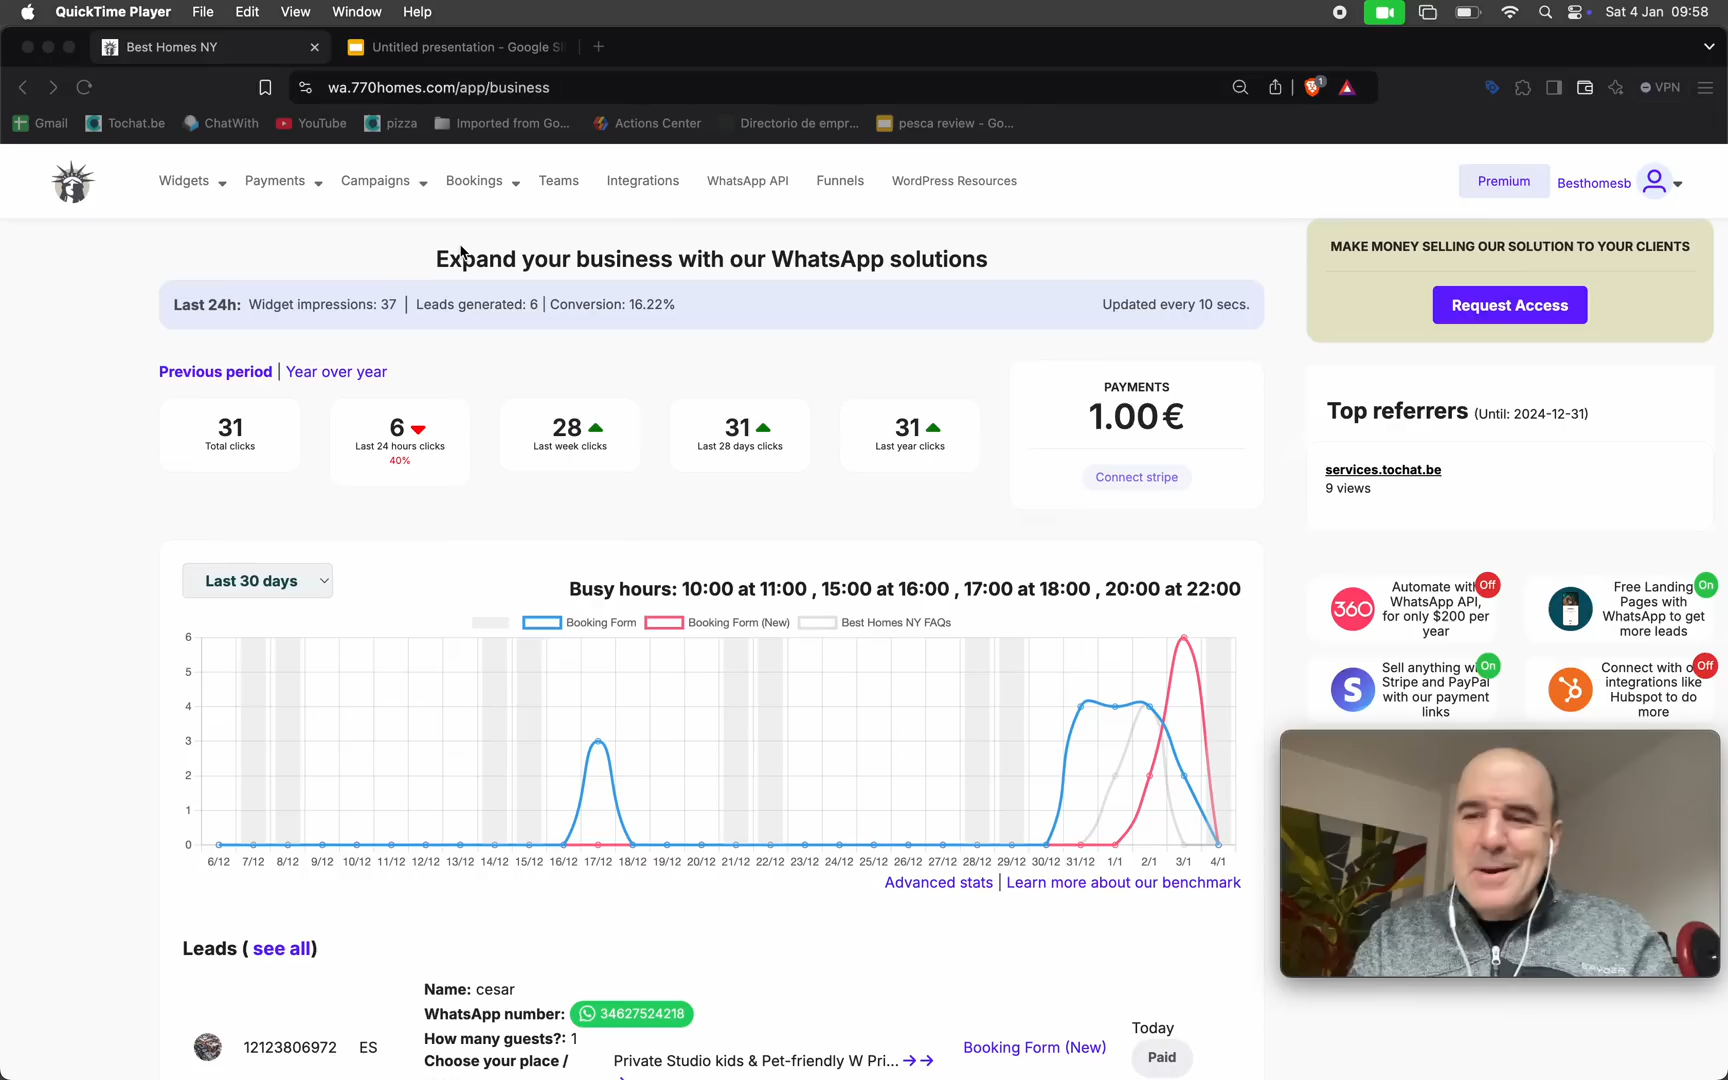 QuickTime Player File Edit View Window Help Sat 4 Jan 09:58
Best Homes NY Untitled presentation - Google Sl
wa.770homes.com/app/business 1 VPN
Gmail Tochat.be ChatWith YouTube pizza Imported from Go... Actions Center Directorio de empr... pesca review - Go...
Widgets Payments Campaigns Bookings Teams Integrations WhatsApp API Funnels WordPress Resources Premium Besthomesb
Expand your business with our WhatsApp solutions
MAKE MONEY SELLING OUR SOLUTION TO YOUR CLIENTS
Request Access
Last 24h: Widget impressions: 37 | Leads generated: 6 | Conversion: 16.22% Updated every 10 secs.
Previous period | Year over year
31
Total clicks
6
Last 24 hours clicks
40%
28
Last week clicks
31
Last 28 days clicks
31
Last year clicks
PAYMENTS
1.00€
Connect stripe
Top referrers (Until: 2024-12-31)
services.tochat.be
9 views
Last 30 days
Busy hours: 10:00 at 11:00 , 15:00 at 16:00 , 17:00 at 18:00 , 20:00 at 22:00
Booking Form Booking Form (New) Best Homes NY FAQs
6
5
4
3
2
1
0
6/12 7/12 8/12 9/12 10/12 11/12 12/12 13/12 14/12 15/12 16/12 17/12 18/12 19/12 20/12 21/12 22/12 23/12 24/12 25/12 26/12 27/12 28/12 29/12 30/12 31/12 1/1 2/1 3/1 4/1
Advanced stats | Learn more about our benchmark
360
Automate with Off
WhatsApp API,
for only $200 per
year
Free Landing On
Pages with
WhatsApp to get
more leads
S
Sell anything w On
Stripe and PayPal
with our payment
links
Connect with o Off
integrations like
Hubspot to do
more
Leads ( see all)
Name: cesar
WhatsApp number: 34627524218
How many guests?: 1
Choose your place / Private Studio kids & Pet-friendly W Pri... →→
12123806972 ES
Booking Form (New)
Today
Paid